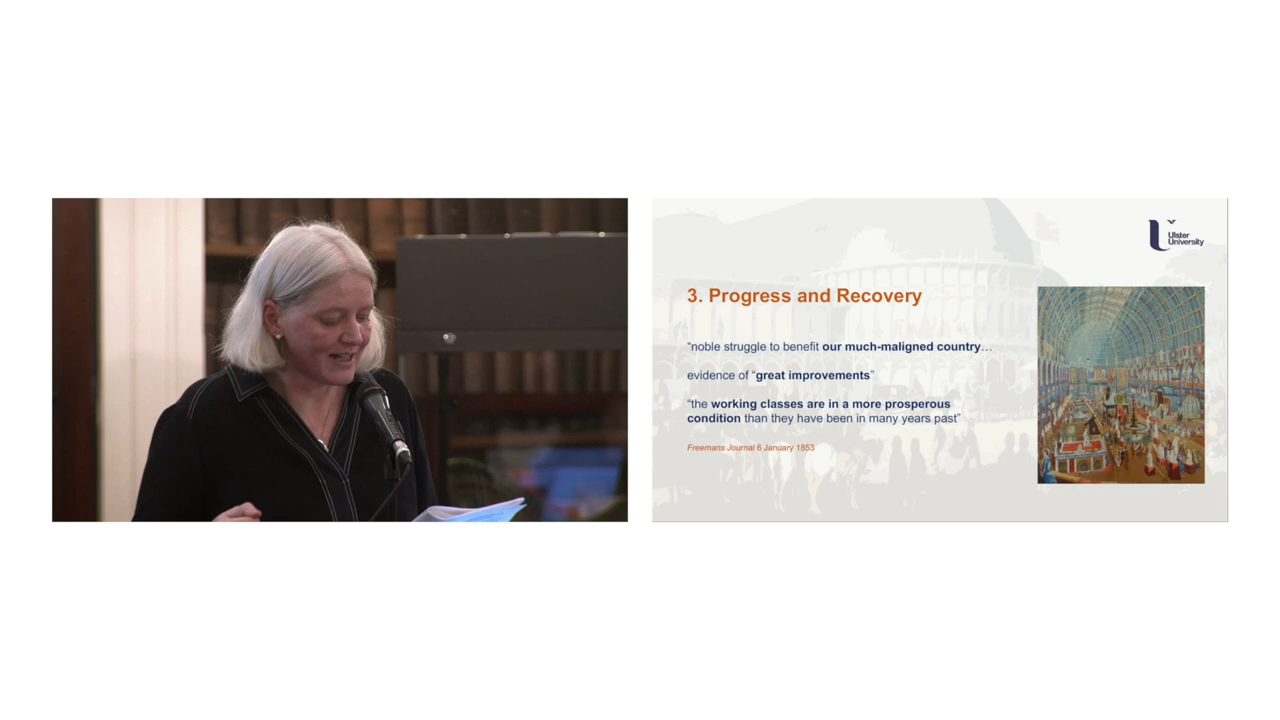 Ulster
University
3. Progress and Recovery
“noble struggle to benefit our much-maligned country…
evidence of “great improvements”
“the working classes are in a more prosperous
condition than they have been in many years past”
Freemans Journal 6 January 1853